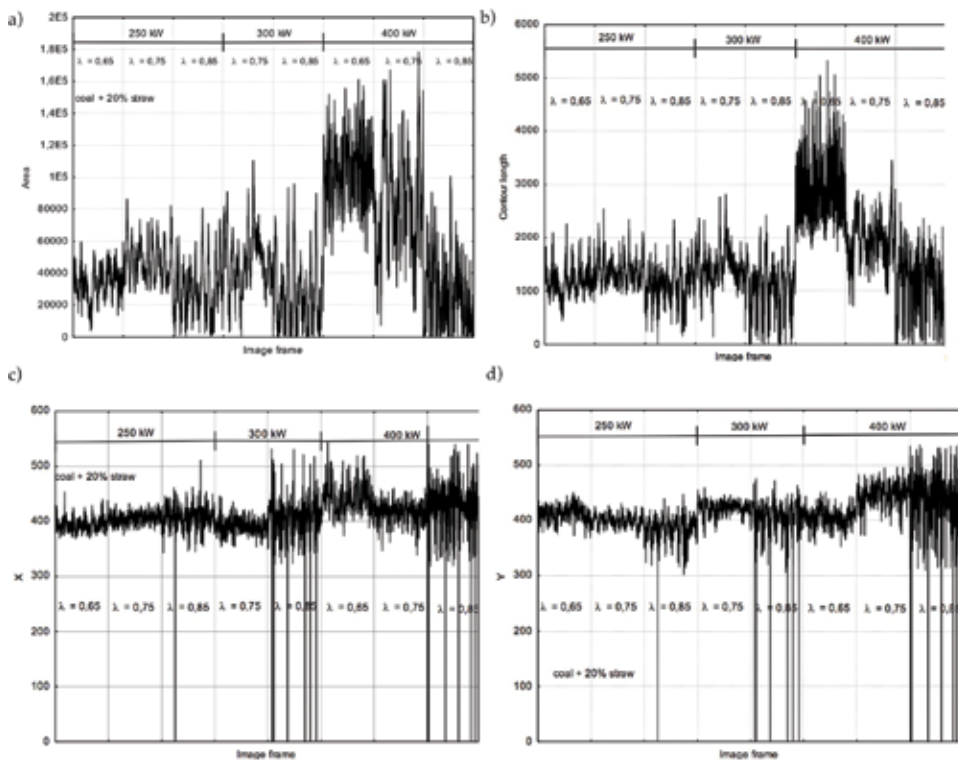 a)
2E5
1,8E5
1,6E5
1,4E5
1,2E5
1E5
80000
60000
40000
20000
0
Area
250 kW 300 kW 400 kW
λ = 0,65 λ = 0,75 λ = 0,85 λ = 0,75 λ = 0,85 λ = 0,65 λ = 0,75 λ = 0,85
coal + 20% straw
Image frame
b)
6000
5000
4000
3000
2000
1000
0
Contour length
250 kW 300 kW 400 kW
λ = 0,65 λ = 0,75 λ = 0,85 λ = 0,75 λ = 0,85 λ = 0,65 λ = 0,75 λ = 0,85
Image frame
c)
600
500
400
300
200
100
0
X
250 kW 300 kW 400 kW
coal + 20% straw
λ = 0,65 λ = 0,75 λ = 0,85 λ = 0,75 λ = 0,85 λ = 0,65 λ = 0,75 λ = 0,85
Image frame
d)
600
500
400
300
200
100
0
Y
250 kW 300 kW 400 kW
λ = 0,65 λ = 0,75 λ = 0,85 λ = 0,75 λ = 0,85 λ = 0,65 λ = 0,75 λ = 0,85
coal + 20% straw
Image frame